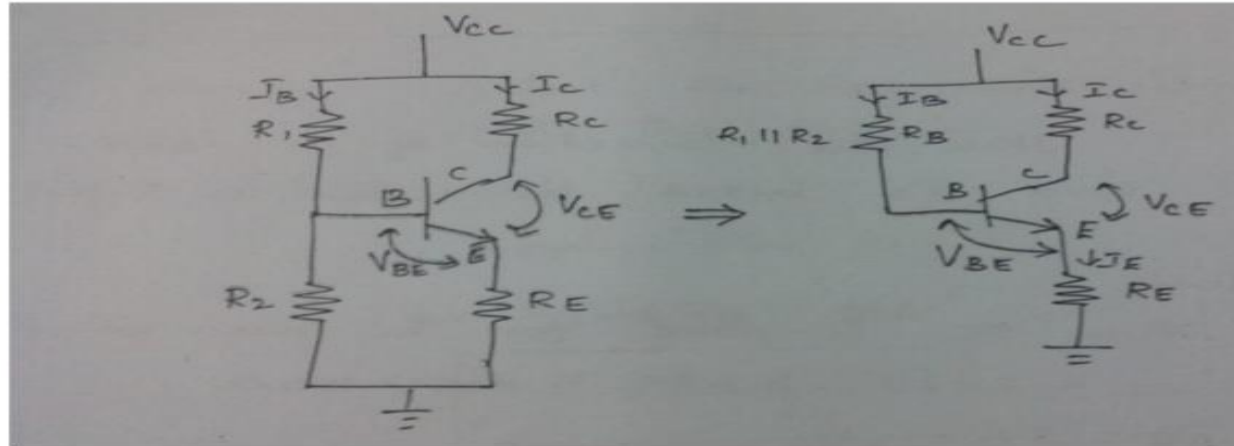 VCC
IB
R1
IC
RC
C
B
VCE
VBE
E
R2
RE
⇒
VCC
IB
R1 || R2
RB
IC
RC
C
B
VCE
E
VBE
IE
RE